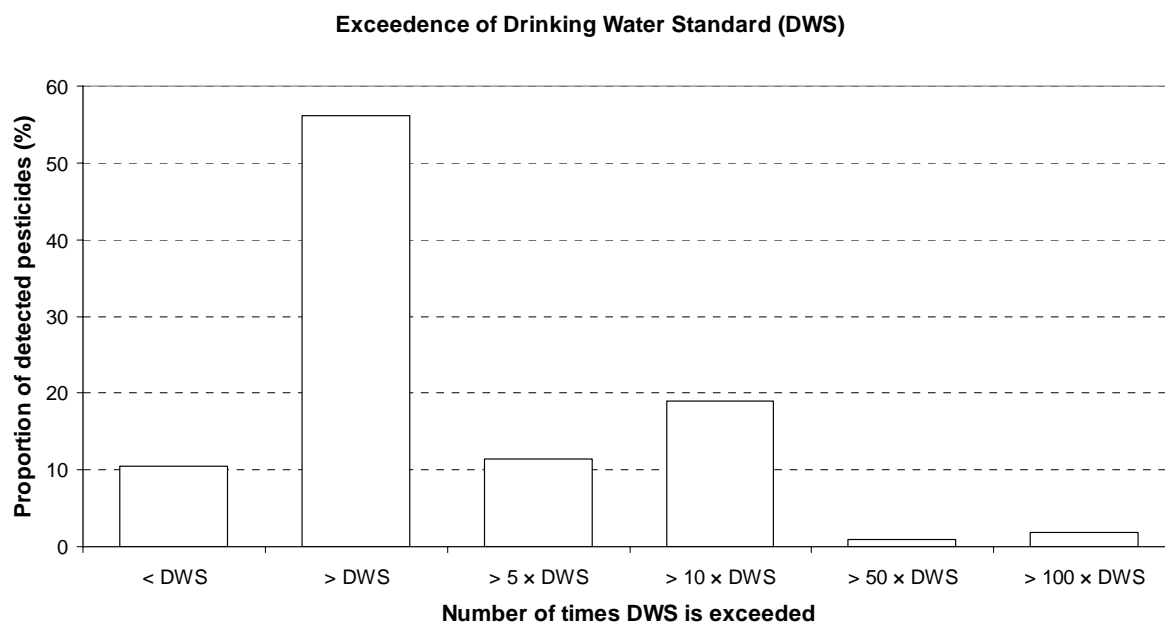 Exceedence of Drinking Water Standard (DWS)
Proportion of detected pesticides (%)
60
50
40
30
20
10
0
< DWS > DWS > 5 × DWS > 10 × DWS > 50 × DWS > 100 × DWS
Number of times DWS is exceeded